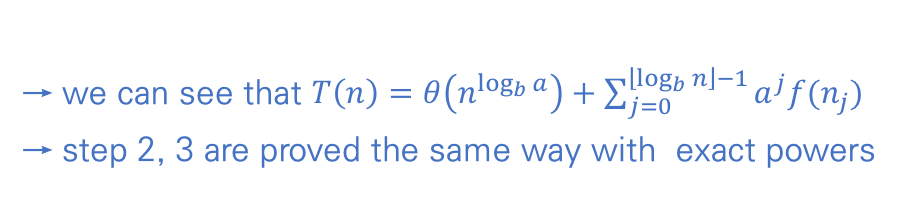 → we can see that 𝑇(𝑛) = 𝜃(𝑛^{log_𝑏 𝑎}) + ∑_{𝑗=0}^{⌊log_𝑏 𝑛⌋−1} 𝑎^𝑗 𝑓(𝑛_𝑗)
→ step 2, 3 are proved the same way with exact powers